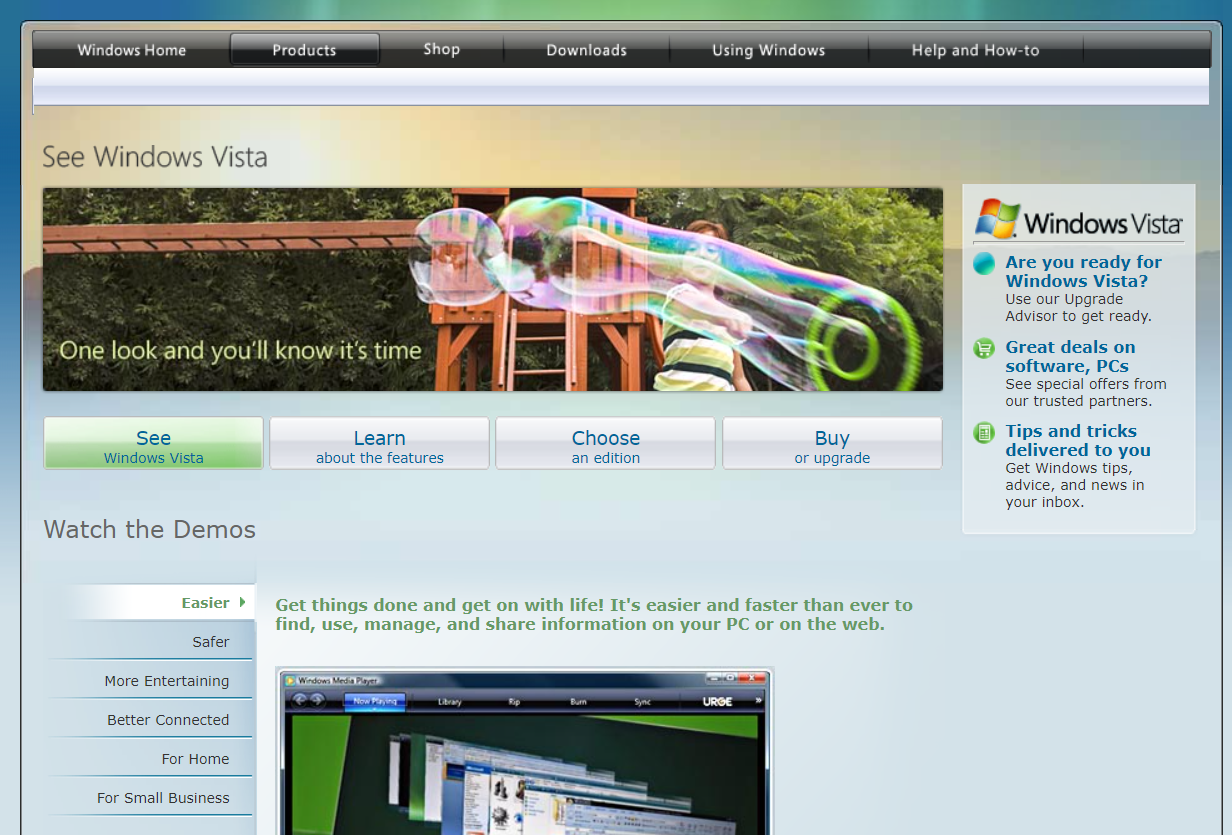 Windows Home
Products
Shop
Downloads
Using Windows
Help and How-to
See Windows Vista
One look and you'll know it's time
Windows Vista
Are you ready for
Windows Vista?
Use our Upgrade
Advisor to get ready.
Great deals on
software, PCs
See special offers from
our trusted partners.
Tips and tricks
delivered to you
Get Windows tips,
advice, and news in
your inbox.
See
Windows Vista
Learn
about the features
Choose
an edition
Buy
or upgrade
Watch the Demos
Easier
Safer
More Entertaining
Better Connected
For Home
For Small Business
Get things done and get on with life! It's easier and faster than ever to
find, use, manage, and share information on your PC or on the web.
Windows Media Player
Now Playing
Library
Rip
Burn
Sync
URGE